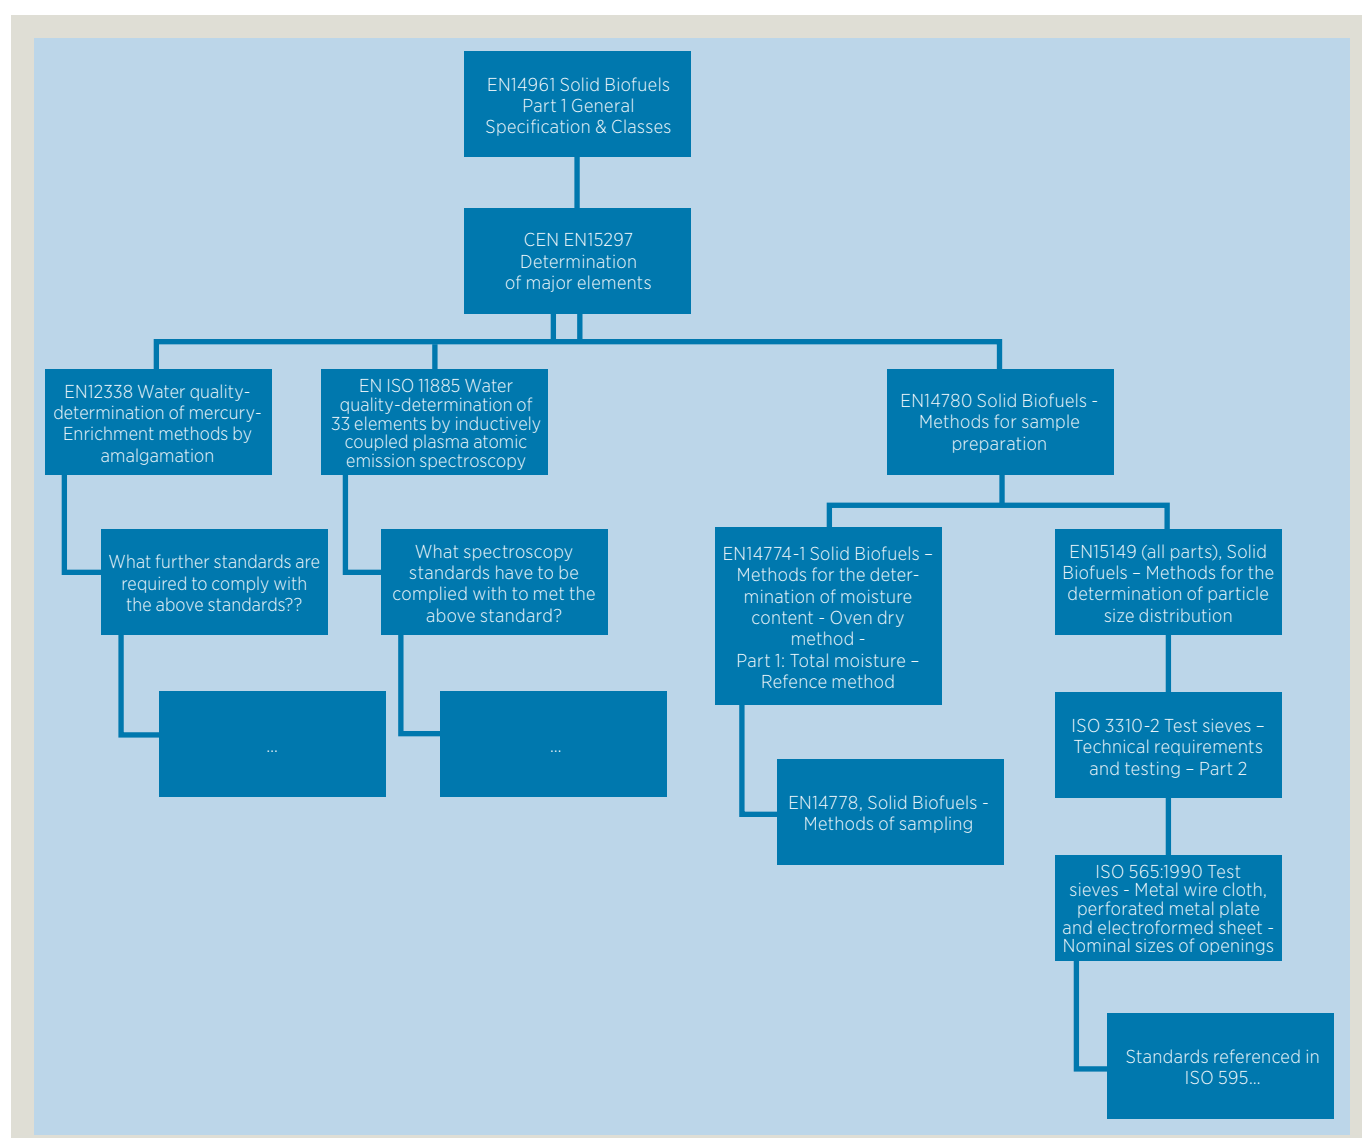 EN14961 Solid Biofuels
Part 1 General
Specification & Classes
CEN EN15297
Determination
of major elements
EN12338 Water quality-
determination of mercury-
Enrichment methods by
amalgamation
EN ISO 11885 Water
quality-determination of
33 elements by inductively
coupled plasma atomic
emission spectroscopy
EN14780 Solid Biofuels -
Methods for sample
preparation
What further standards are
required to comply with
the above standards??
What spectroscopy
standards have to be
complied with to met the
above standard?
EN14774-1 Solid Biofuels –
Methods for the deter-
mination of moisture
content - Oven dry
method -
Part 1: Total moisture –
Refence method
EN15149 (all parts), Solid
Biofuels – Methods for the
determination of particle
size distribution
...
...
EN14778, Solid Biofuels -
Methods of sampling
ISO 3310-2 Test sieves –
Technical requirements
and testing – Part 2
ISO 565:1990 Test
sieves - Metal wire cloth,
perforated metal plate
and electroformed sheet -
Nominal sizes of openings
Standards referenced in
ISO 595...